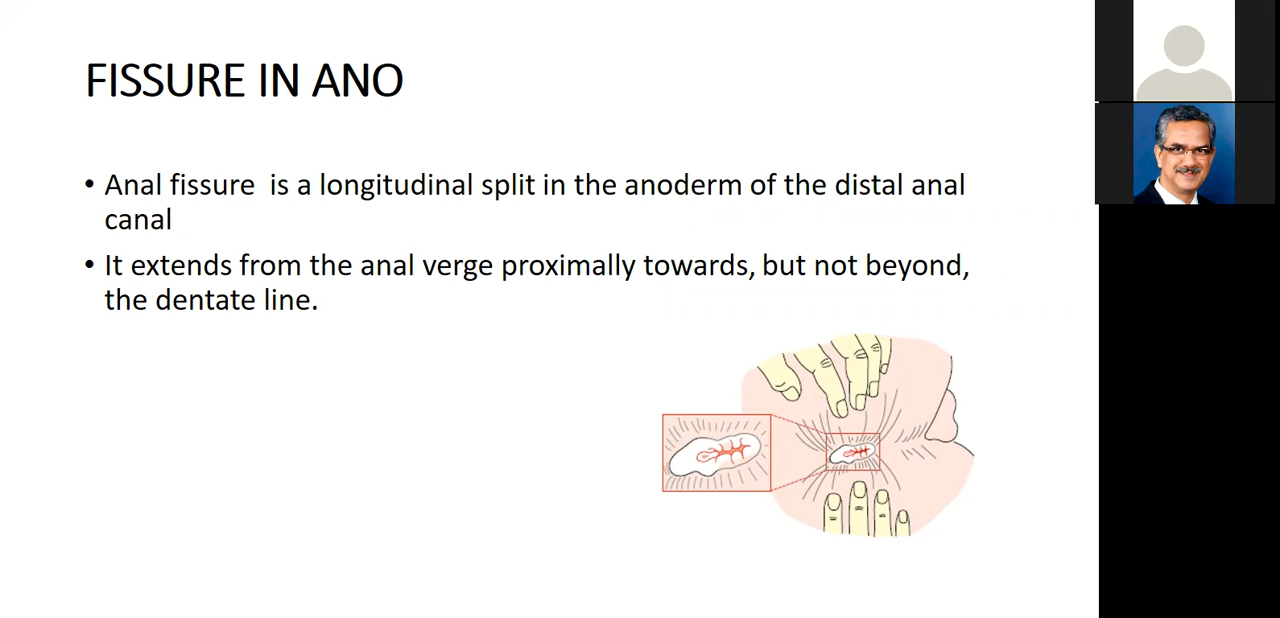 FISSURE IN ANO
• Anal fissure  is a longitudinal split in the anoderm of the distal anal
canal
• It extends from the anal verge proximally towards, but not beyond,
the dentate line.